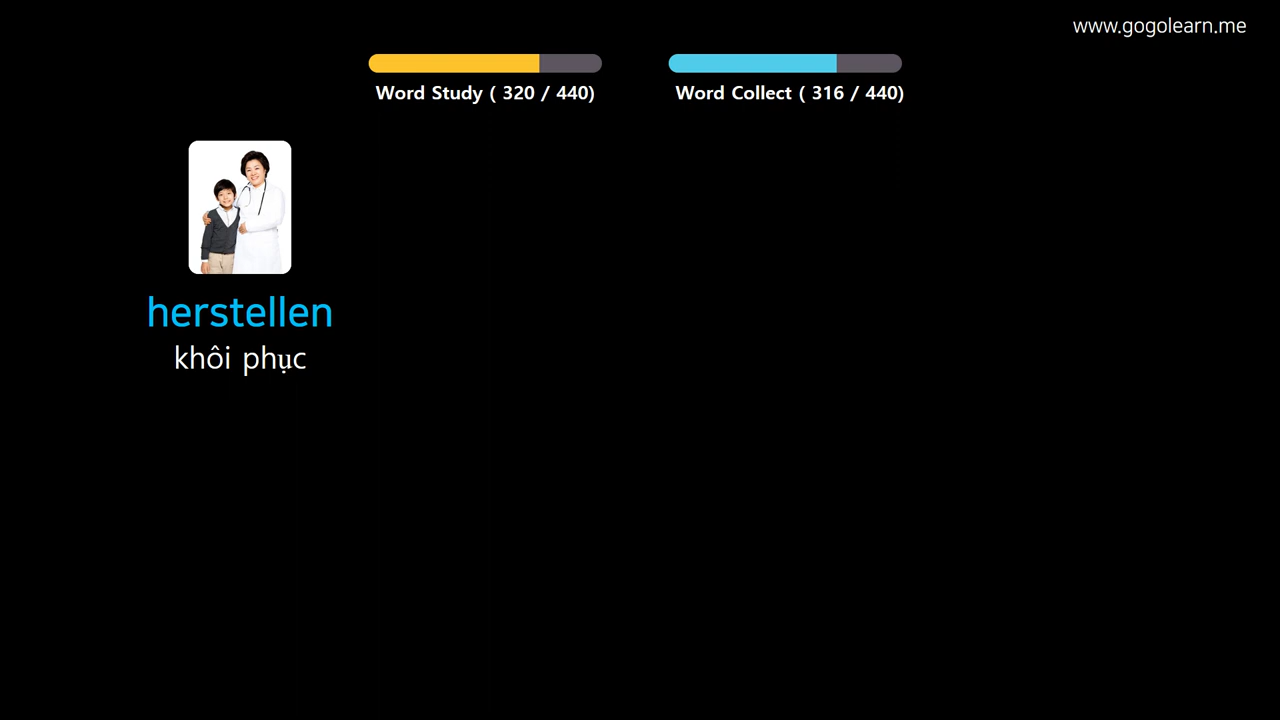 www.gogolearn.me
Word Study ( 320 / 440)
Word Collect ( 316 / 440)
herstellen
khôi phục